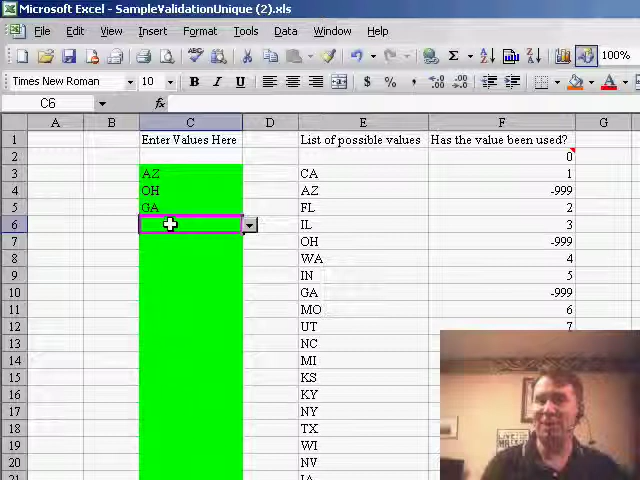 Microsoft Excel - SampleValidationUnique (2).xls
File Edit View Insert Format Tools Data Window Help
Σ 100%
Times New Roman 10 B I U $ %
C6 fx
A B C D E F G
1 Enter Values Here List of possible values Has the value been used?
2 0
3 AZ CA 1
4 OH AZ -999
5 GA FL 2
6 IL 3
7 OH -999
8 WA 4
9 IN 5
10 GA -999
11 MO 6
12 UT 7
13 NC
14 MI
15 KS
16 KY
17 NY
18 TX
19 WI
20 NV